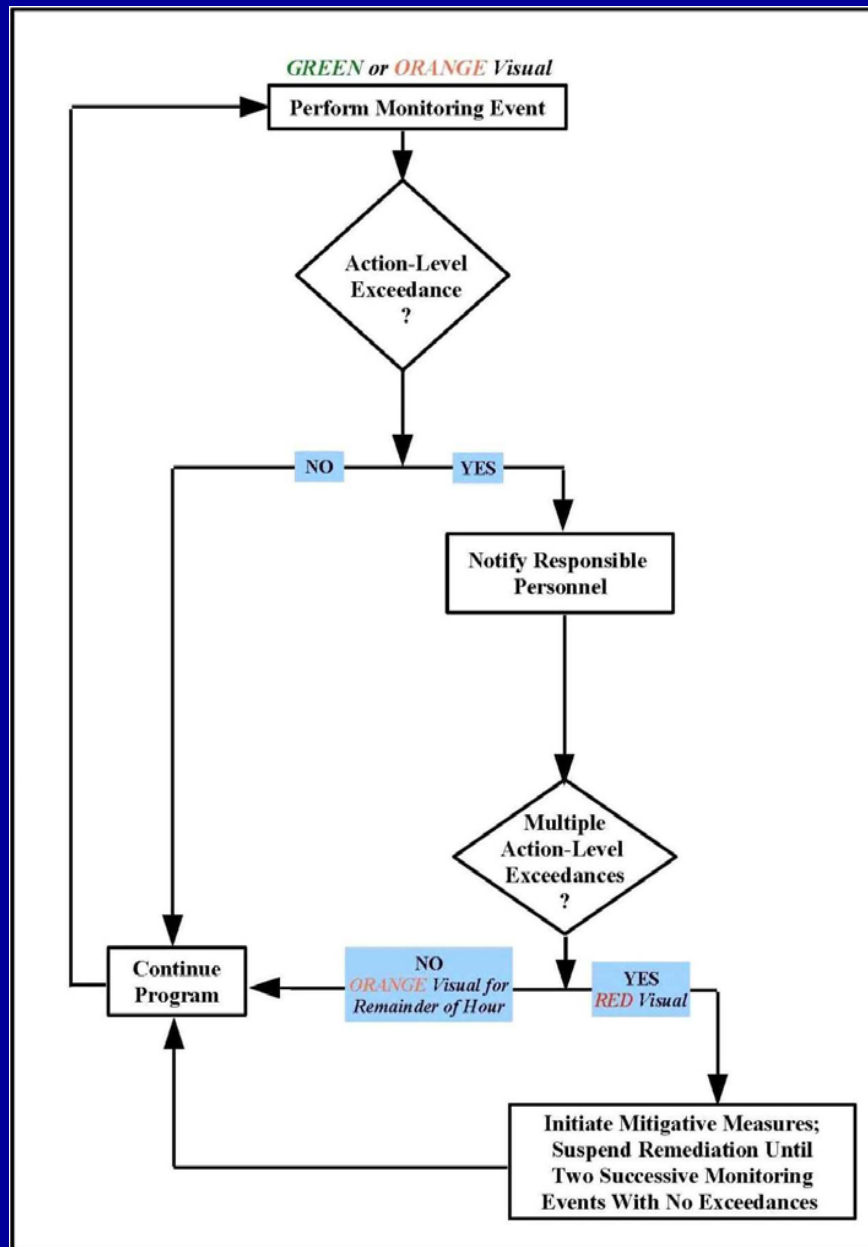 GREEN or ORANGE Visual
Perform Monitoring Event
Action-Level
Exceedance
?
NO
YES
Notify Responsible
Personnel
Multiple
Action-Level
Exceedances
?
Continue
Program
NO
ORANGE Visual for
Remainder of Hour
YES
RED Visual
Initiate Mitigative Measures;
Suspend Remediation Until
Two Successive Monitoring
Events With No Exceedances